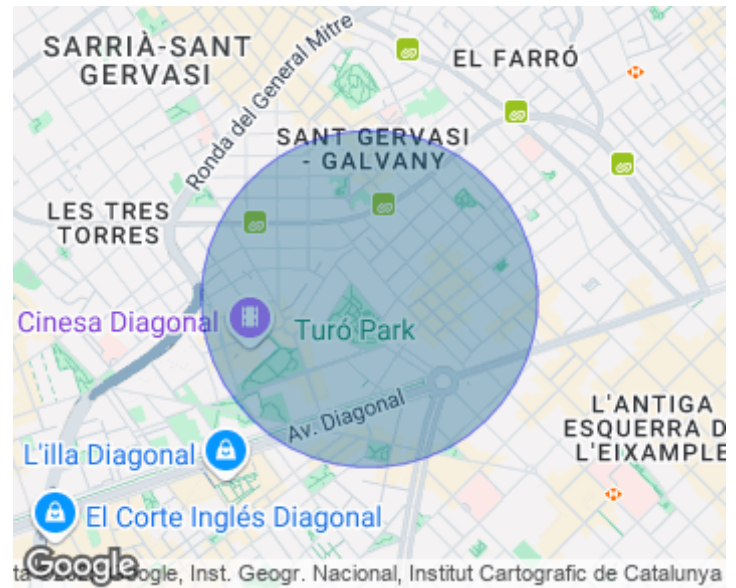 SARRIÀ-SANT
GERVASI
Ronda del General Mitre
EL FARRÓ
SANT GERVASI
- GALVANY
LES TRES
TORRES
Cinesa Diagonal
Turó Park
Av. Diagonal
L'ANTIGA
ESQUERRA D
L'EIXAMPLE
L'illa Diagonal
El Corte Inglés Diagonal
Google
ogle, Inst. Geogr. Nacional, Institut Cartografic de Catalunya